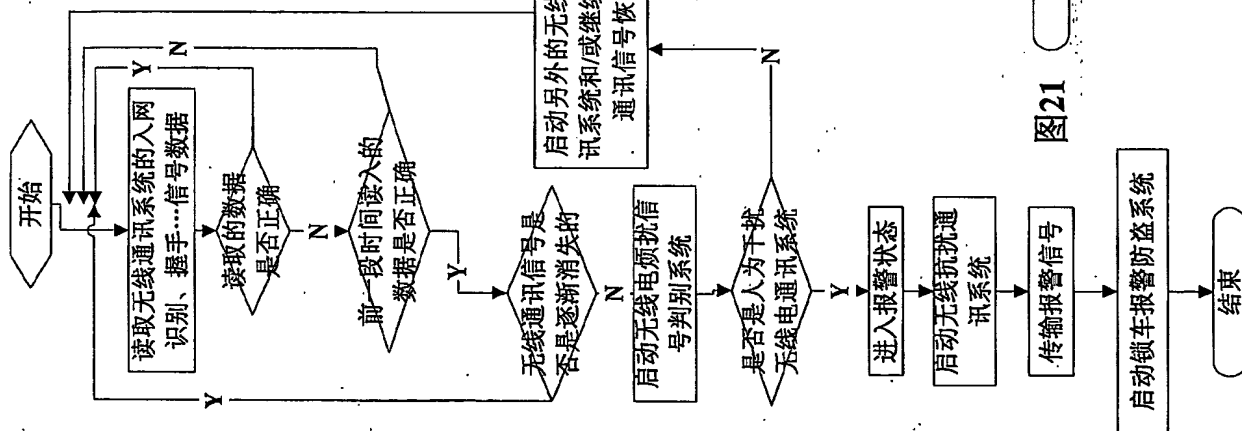 开始
读取无线通讯系统的入网
识别、握手…信号数据
读取的数据
是否正确
Y
N
N
前一段时间读入的
数据是否正确
Y
无线通讯信号是
否是逐渐消失的
Y
N
启动无线电烦扰信
号判别系统
是否是人为干扰
无线电通讯系统
N
启动另外的无线
讯系统和/或继续
通讯信号恢
Y
进入报警状态
启动无线抗扰通
讯系统
传输报警信号
启动锁车报警防盗系统
结束
图21